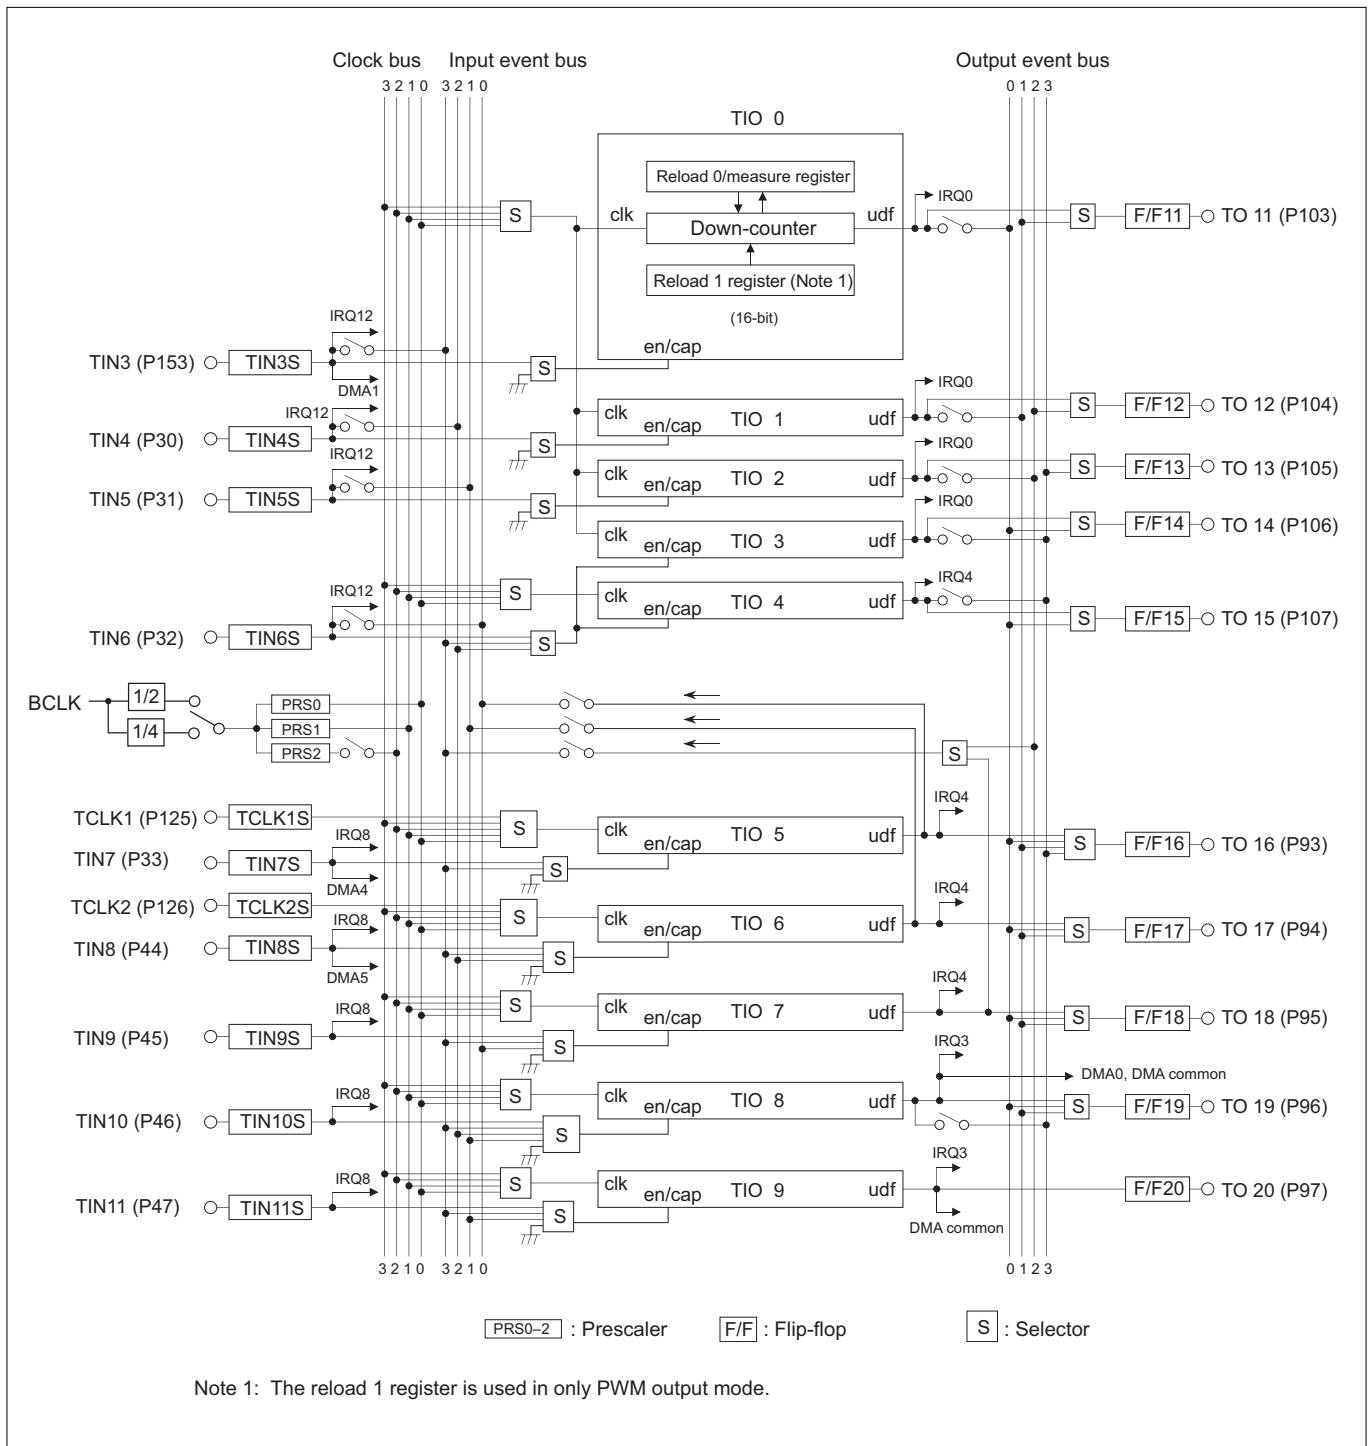 Clock bus
Input event bus
Output event bus
3 2 1 0
3 2 1 0
0 1 2 3
TIO 0
Reload 0/measure register
clk
Down-counter
udf
Reload 1 register (Note 1)
(16-bit)
en/cap
S
IRQ0
S
F/F11
TO 11 (P103)
IRQ12
TIN3 (P153)
TIN3S
DMA1
S
IRQ12
TIN4 (P30)
TIN4S
S
clk
en/cap
TIO 1
udf
IRQ0
S
F/F12
TO 12 (P104)
IRQ12
TIN5 (P31)
TIN5S
S
clk
en/cap
TIO 2
udf
IRQ0
S
F/F13
TO 13 (P105)
clk
en/cap
TIO 3
udf
IRQ0
S
F/F14
TO 14 (P106)
S
clk
en/cap
TIO 4
udf
IRQ4
S
F/F15
TO 15 (P107)
IRQ12
TIN6 (P32)
TIN6S
S
BCLK
1/2
1/4
PRS0
PRS1
PRS2
S
TCLK1 (P125)
TCLK1S
S
clk
en/cap
TIO 5
udf
IRQ4
S
F/F16
TO 16 (P93)
TIN7 (P33)
TIN7S
IRQ8
DMA4
S
TCLK2 (P126)
TCLK2S
S
clk
en/cap
TIO 6
udf
IRQ4
S
F/F17
TO 17 (P94)
TIN8 (P44)
TIN8S
IRQ8
DMA5
S
S
clk
en/cap
TIO 7
udf
IRQ4
S
F/F18
TO 18 (P95)
TIN9 (P45)
TIN9S
IRQ8
S
S
clk
en/cap
TIO 8
udf
IRQ3
DMA0, DMA common
S
F/F19
TO 19 (P96)
TIN10 (P46)
TIN10S
IRQ8
S
S
clk
en/cap
TIO 9
udf
IRQ3
DMA common
F/F20
TO 20 (P97)
TIN11 (P47)
TIN11S
IRQ8
S
3 2 1 0
3 2 1 0
0 1 2 3
PRS0–2 : Prescaler
F/F : Flip-flop
S : Selector
Note 1: The reload 1 register is used in only PWM output mode.